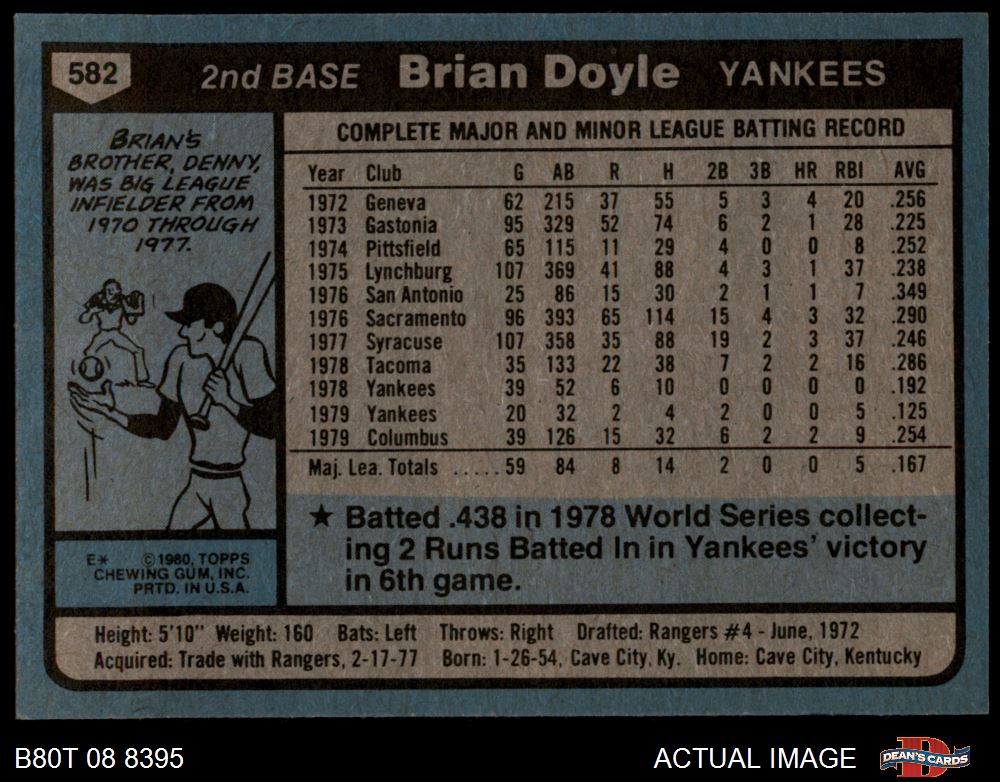 582 2nd BASE Brian Doyle YANKEES
BRIAN'S
BROTHER, DENNY,
WAS BIG LEAGUE
INFIELDER FROM
1970 THROUGH
1977.
COMPLETE MAJOR AND MINOR LEAGUE BATTING RECORD
Year Club G AB R H 2B 3B HR RBI AVG
1972 Geneva 62 215 37 55 5 3 4 20 .256
1973 Gastonia 95 329 52 74 6 2 1 28 .225
1974 Pittsfield 65 115 11 29 4 0 0 8 .252
1975 Lynchburg 107 369 41 88 4 3 1 37 .238
1976 San Antonio 25 86 15 30 2 1 1 7 .349
1976 Sacramento 96 393 65 114 15 4 3 32 .290
1977 Syracuse 107 358 35 88 19 2 3 37 .246
1978 Tacoma 35 133 22 38 7 2 2 16 .286
1978 Yankees 39 52 6 10 0 0 0 0 .192
1979 Yankees 20 32 2 4 2 0 0 5 .125
1979 Columbus 39 126 15 32 6 2 2 9 .254
Maj. Lea. Totals .....59 84 8 14 2 0 0 5 .167
★ Batted .438 in 1978 World Series collect-
ing 2 Runs Batted In in Yankees' victory
in 6th game.
E* ©1980, TOPPS
CHEWING GUM, INC.
PRTD. IN U.S.A.
Height: 5'10" Weight: 160 Bats: Left Throws: Right Drafted: Rangers #4 - June, 1972
Acquired: Trade with Rangers, 2-17-77 Born: 1-26-54, Cave City, Ky. Home: Cave City, Kentucky
B80T 08 8395 ACTUAL IMAGE DEAN'S CARDS